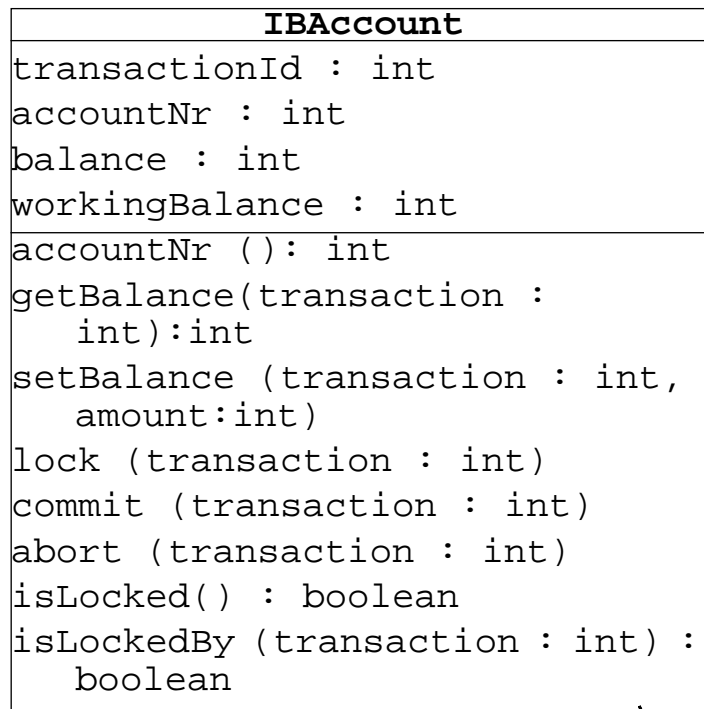 IBAccount
transactionId : int
accountNr : int
balance : int
workingBalance : int
accountNr (): int
getBalance(transaction :
int):int
setBalance (transaction : int,
amount:int)
lock (transaction : int)
commit (transaction : int)
abort (transaction : int)
isLocked() : boolean
isLockedBy (transaction : int) :
boolean